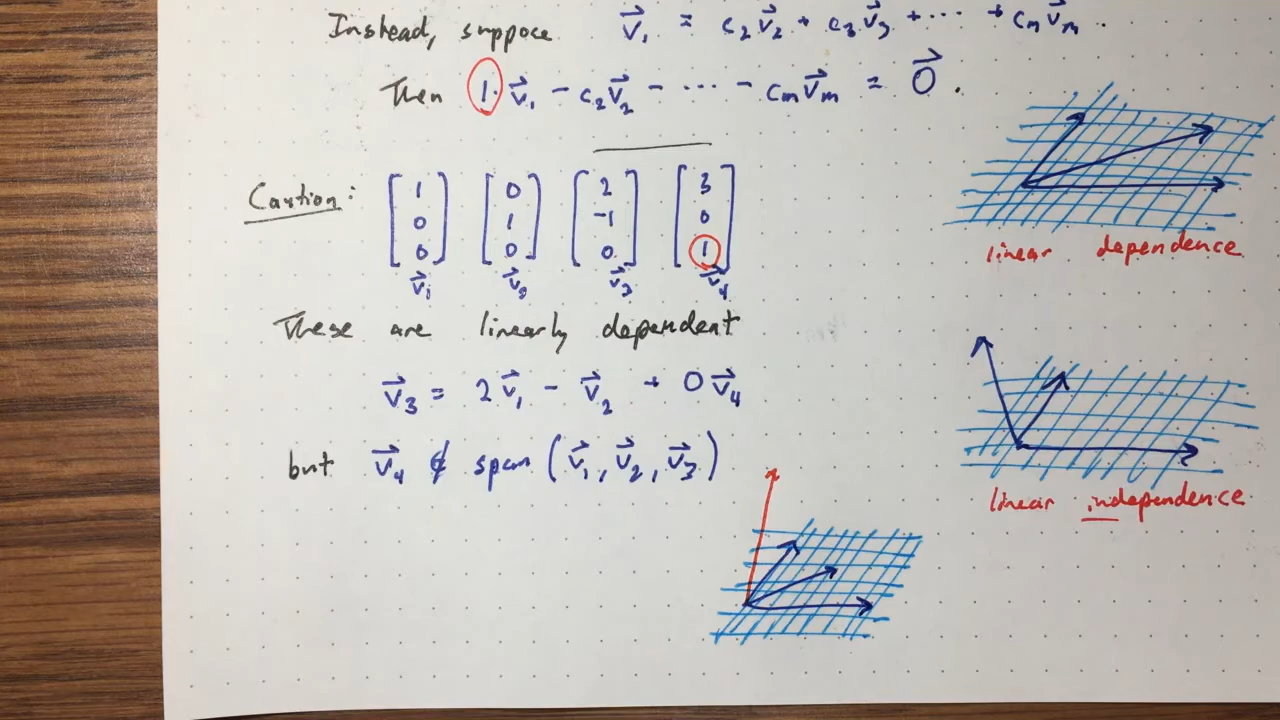 Instead, suppose v⃗₁ = c₂v⃗₂ + c₃v⃗₃ + ⋯ + cₘv⃗ₘ.
Then 1·v⃗₁ − c₂v⃗₂ − ⋯ − cₘv⃗ₘ = 0⃗.
Caution: [1 0 0] [0 1 0] [2 −1 0] [3 0 1]
v⃗₁ v⃗₂ v⃗₃ v⃗₄
These are linearly dependent
v⃗₃ = 2v⃗₁ − v⃗₂ + 0v⃗₄
but v⃗₄ ∉ span (v⃗₁, v⃗₂, v⃗₃)
linear dependence
linear independence